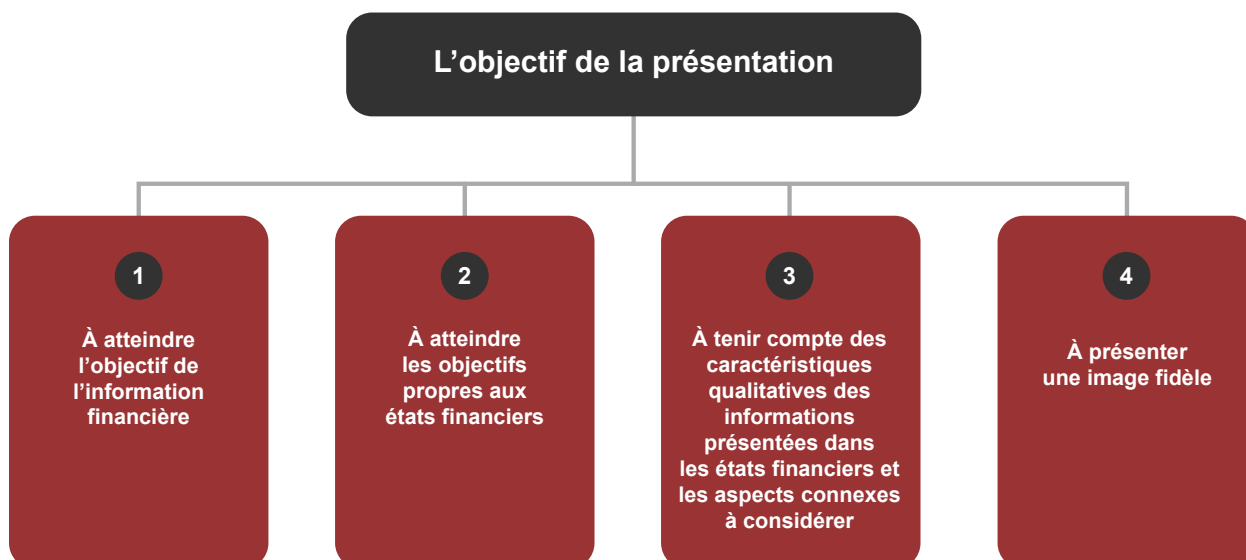 L’objectif de la présentation
1
À atteindre
l’objectif de
l’information
financière
2
À atteindre
les objectifs
propres aux
états financiers
3
À tenir compte des
caractéristiques
qualitatives des
informations
présentées dans
les états financiers et
les aspects connexes
à considérer
4
À présenter
une image fidèle